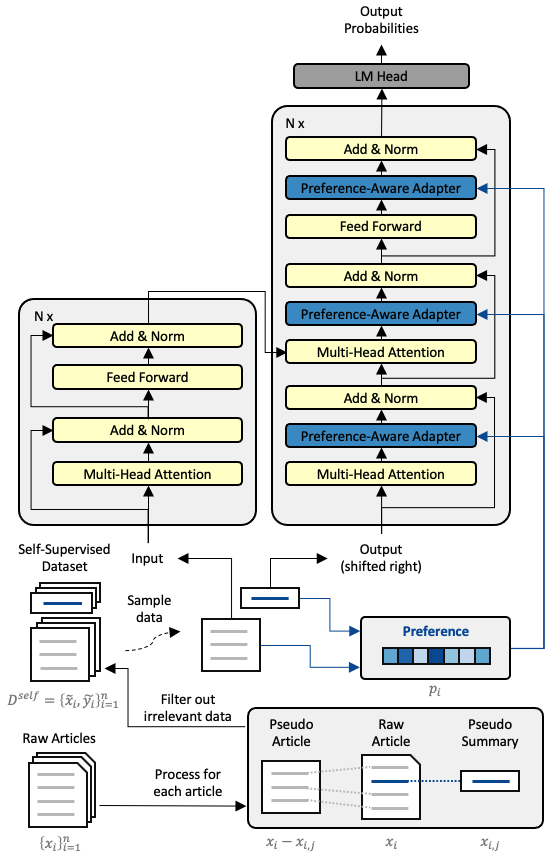 Output
Probabilities
LM Head
N x
Add & Norm
Preference-Aware Adapter
Feed Forward
Add & Norm
Preference-Aware Adapter
Multi-Head Attention
Add & Norm
Preference-Aware Adapter
Multi-Head Attention
N x
Add & Norm
Feed Forward
Add & Norm
Multi-Head Attention
Input
Output
(shifted right)
Self-Supervised
Dataset
Sample
data
Preference
p_i
D^{self} = {x̃_i, ỹ_i}_{i=1}^n
Filter out
irrelevant data
Raw Articles
Process for
each article
{x_i}_{i=1}^n
Pseudo
Article
Raw
Article
Pseudo
Summary
x_i − x_{i,j}
x_i
x_{i,j}